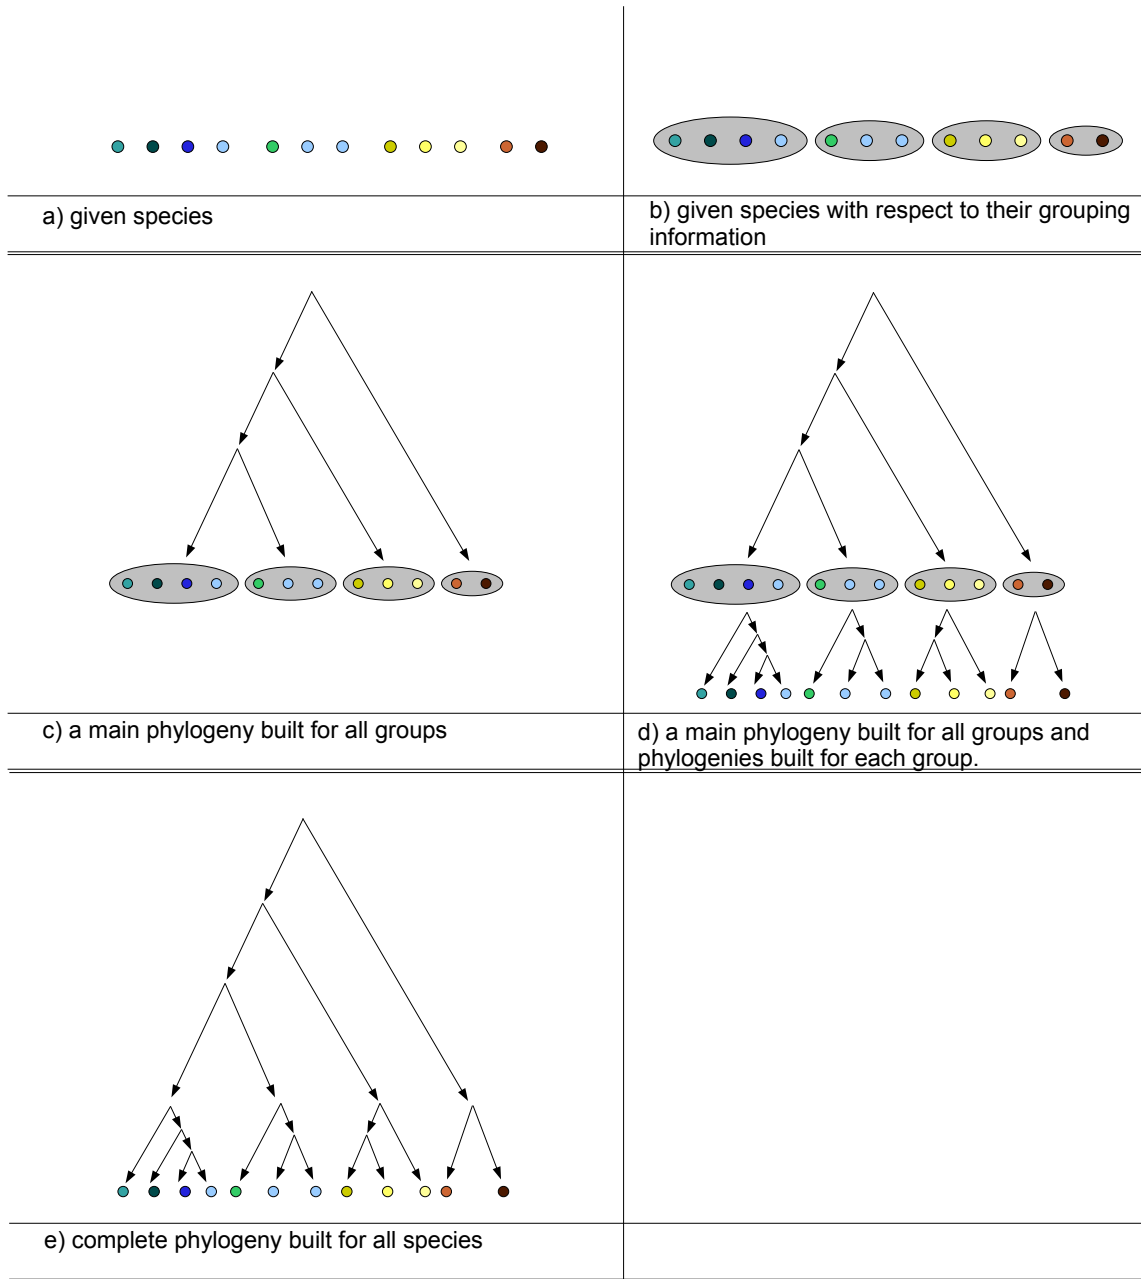 a) given species
b) given species with respect to their grouping
information
c) a main phylogeny built for all groups
d) a main phylogeny built for all groups and
phylogenies built for each group.
e) complete phylogeny built for all species